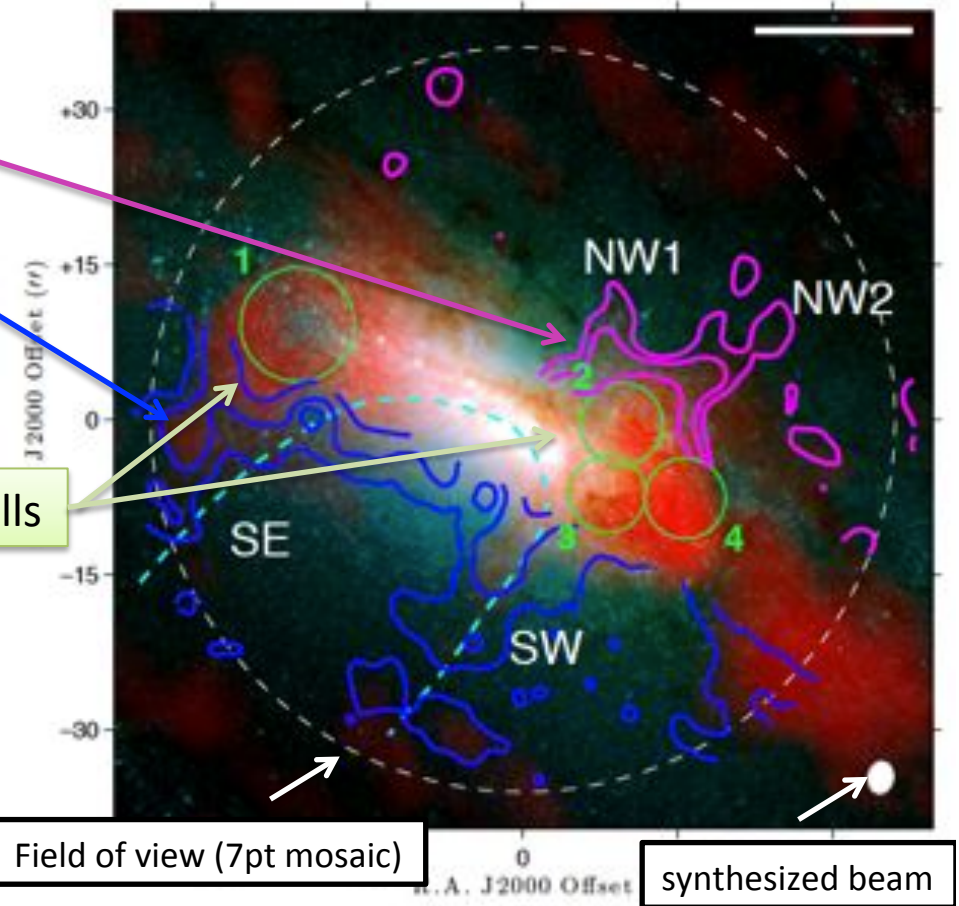 +30
+15
0
−15
−30
J2000 Offset (″)
1
NW1
NW2
2
3
4
lls
SE
SW
Field of view (7pt mosaic)
0
R.A. J2000 Offset
synthesized beam